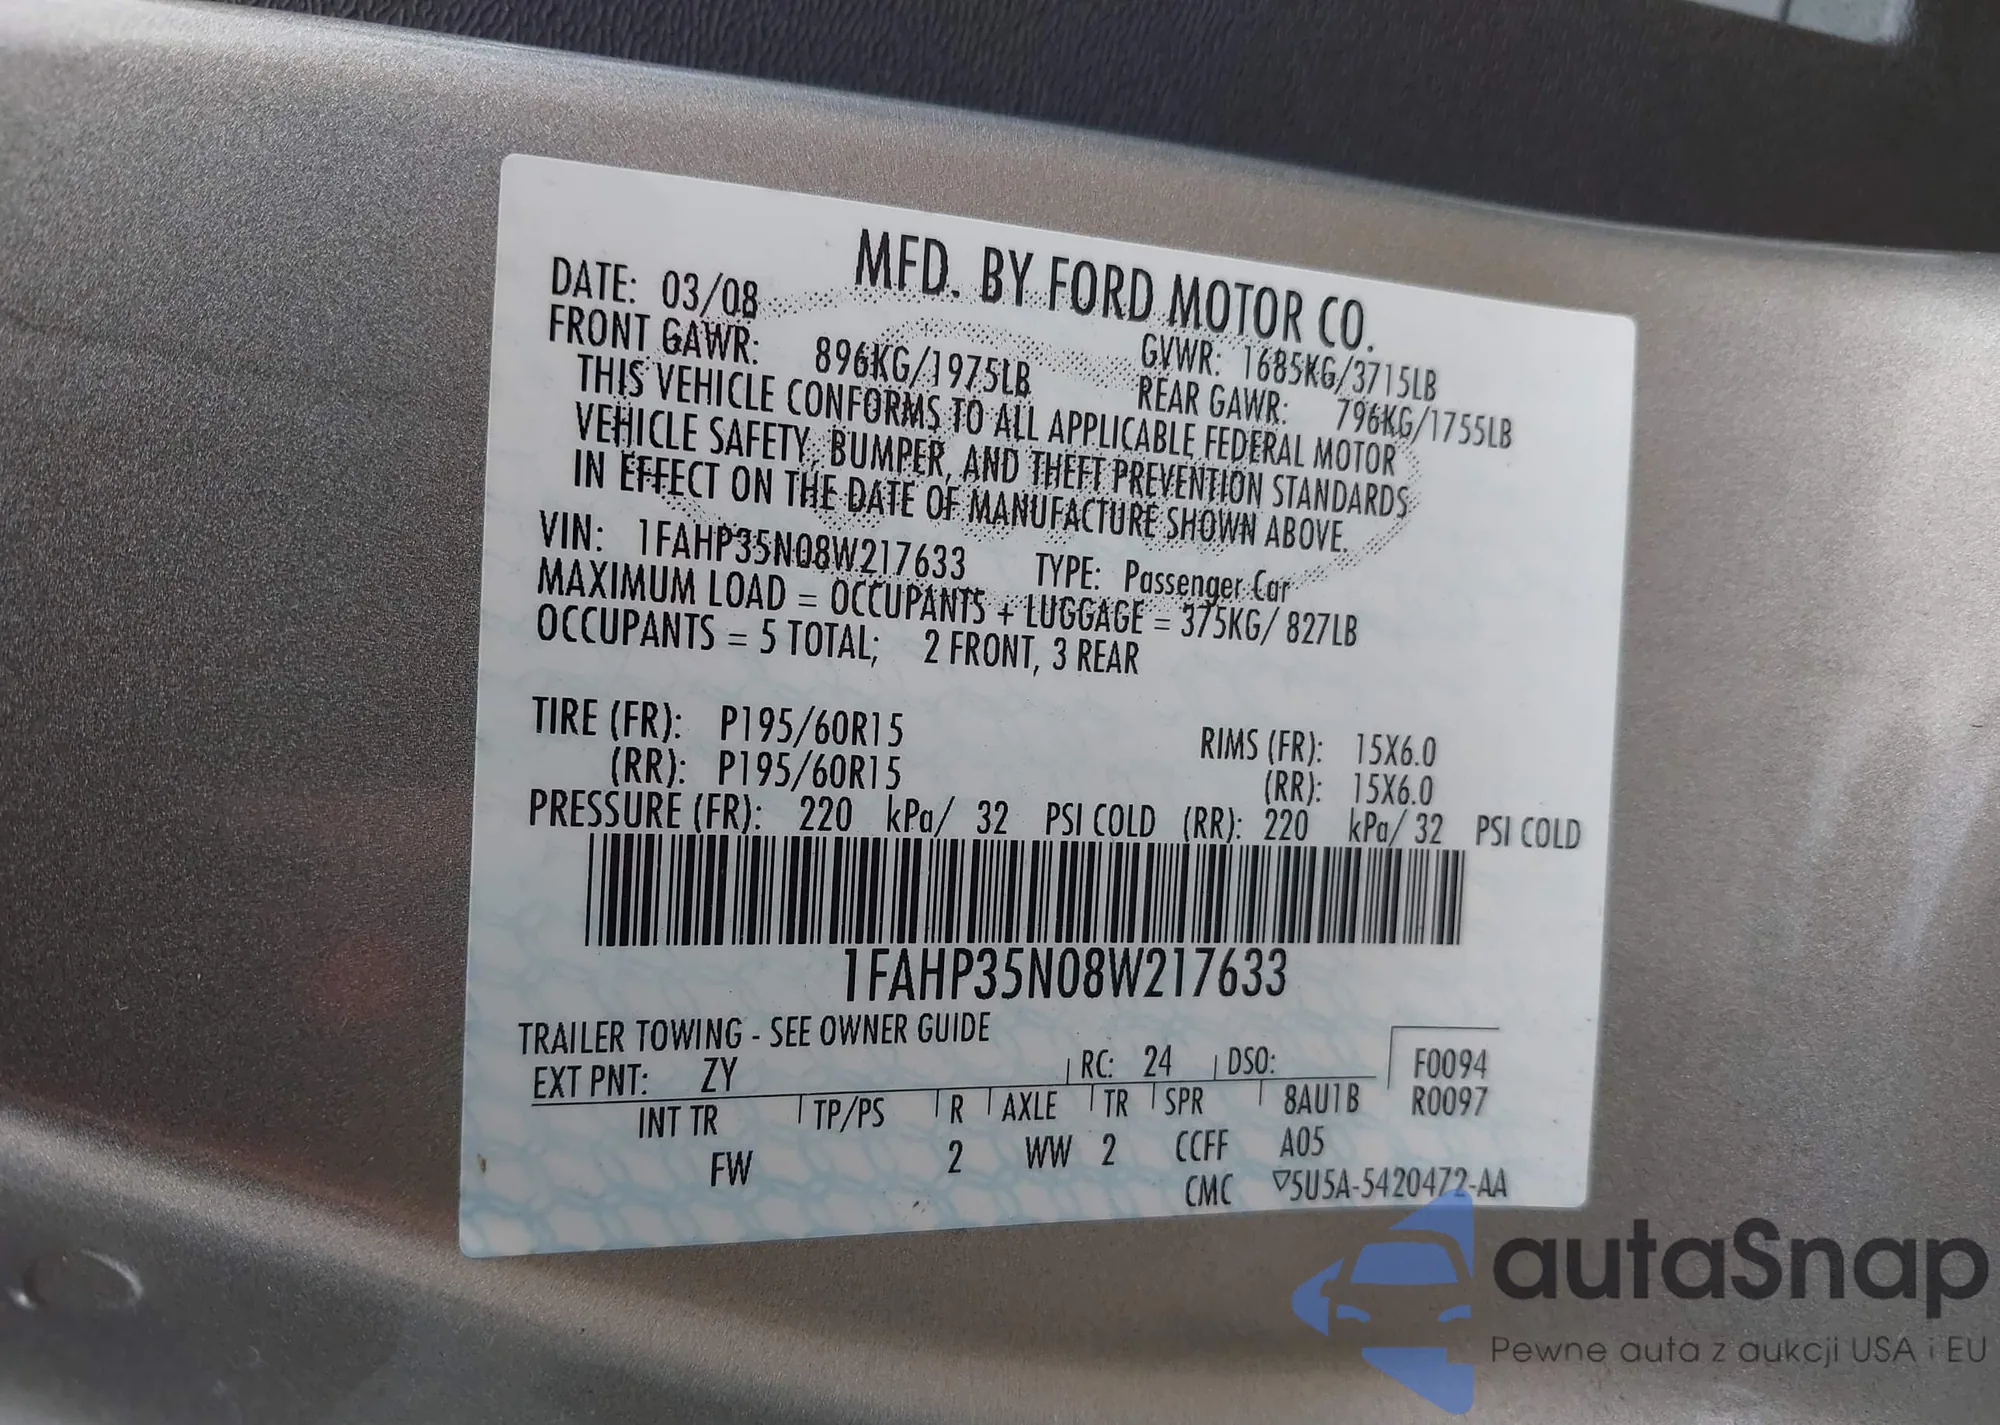 MFD. BY FORD MOTOR CO.
DATE: 03/08 GVWR: 1685KG/3715LB
FRONT GAWR: 896KG/1975LB REAR GAWR: 796KG/1755LB
THIS VEHICLE CONFORMS TO ALL APPLICABLE FEDERAL MOTOR
VEHICLE SAFETY, BUMPER, AND THEFT PREVENTION STANDARDS
IN EFFECT ON THE DATE OF MANUFACTURE SHOWN ABOVE.
VIN: 1FAHP35N08W217633 TYPE: Passenger Car
MAXIMUM LOAD = OCCUPANTS + LUGGAGE = 375KG/ 827LB
OCCUPANTS = 5 TOTAL; 2 FRONT, 3 REAR
TIRE (FR): P195/60R15 RIMS (FR): 15X6.0
(RR): P195/60R15 (RR): 15X6.0
PRESSURE (FR): 220 kPa/ 32 PSI COLD (RR): 220 kPa/ 32 PSI COLD
1FAHP35N08W217633
TRAILER TOWING - SEE OWNER GUIDE
EXT PNT: ZY RC: 24 DSO: F0094
INT TR TP/PS R AXLE TR SPR 8AU1B R0097
FW 2 WW 2 CCFF A05
CMC ▽5U5A-5420472-AA
autaSnap
Pewne auta z aukcji USA i EU